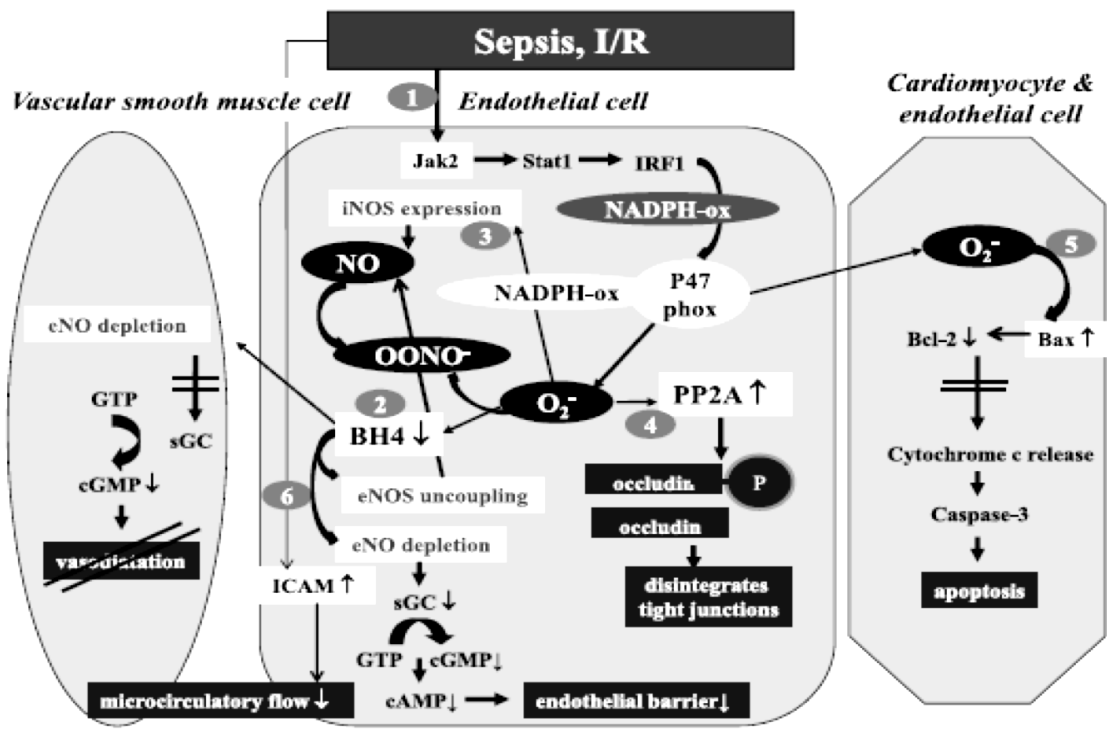 Sepsis, I/R
Vascular smooth muscle cell
1
Endothelial cell
Cardiomyocyte &
endothelial cell
Jak2
Stat1
IRF1
iNOS expression
NADPH-ox
3
NO
NADPH-ox
P47
phox
O₂⁻
5
eNO depletion
OONO⁻
Bcl-2 ↓
Bax ↑
GTP
sGC
cGMP ↓
vasodiatation
2
BH4 ↓
O₂⁻
4
PP2A ↑
occludin
P
occludin
disintegrates
tight junctions
Cytochrome c release
Caspase-3
apoptosis
6
eNOS uncoupling
eNO depletion
ICAM ↑
sGC ↓
GTP
cGMP↓
cAMP↓
microcirculatory flow ↓
endothelial barrier↓